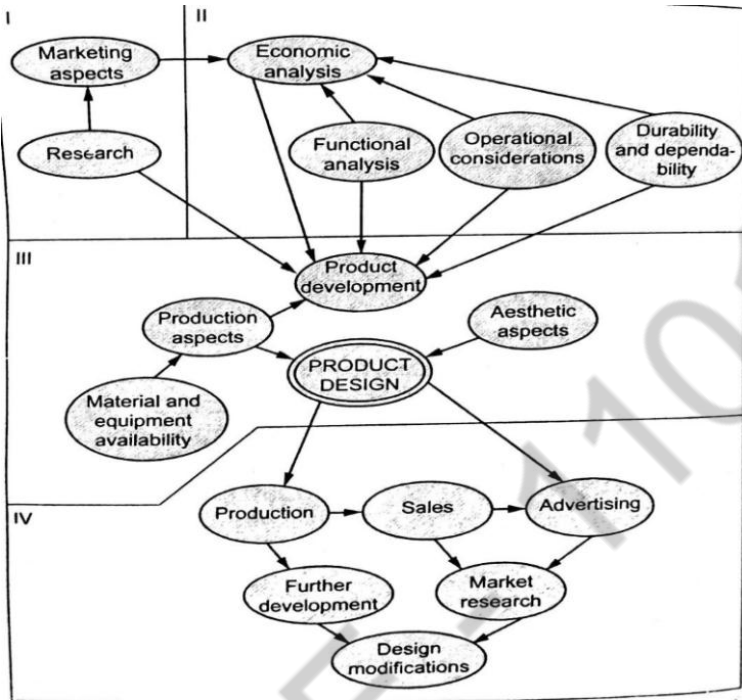 I
II
Marketing
aspects
Economic
analysis
Research
Functional
analysis
Operational
considerations
Durability
and dependa-
bility
III
Product
development
Production
aspects
Aesthetic
aspects
PRODUCT
DESIGN
Material and
equipment
availability
IV
Production
Sales
Advertising
Further
development
Market
research
Design
modifications